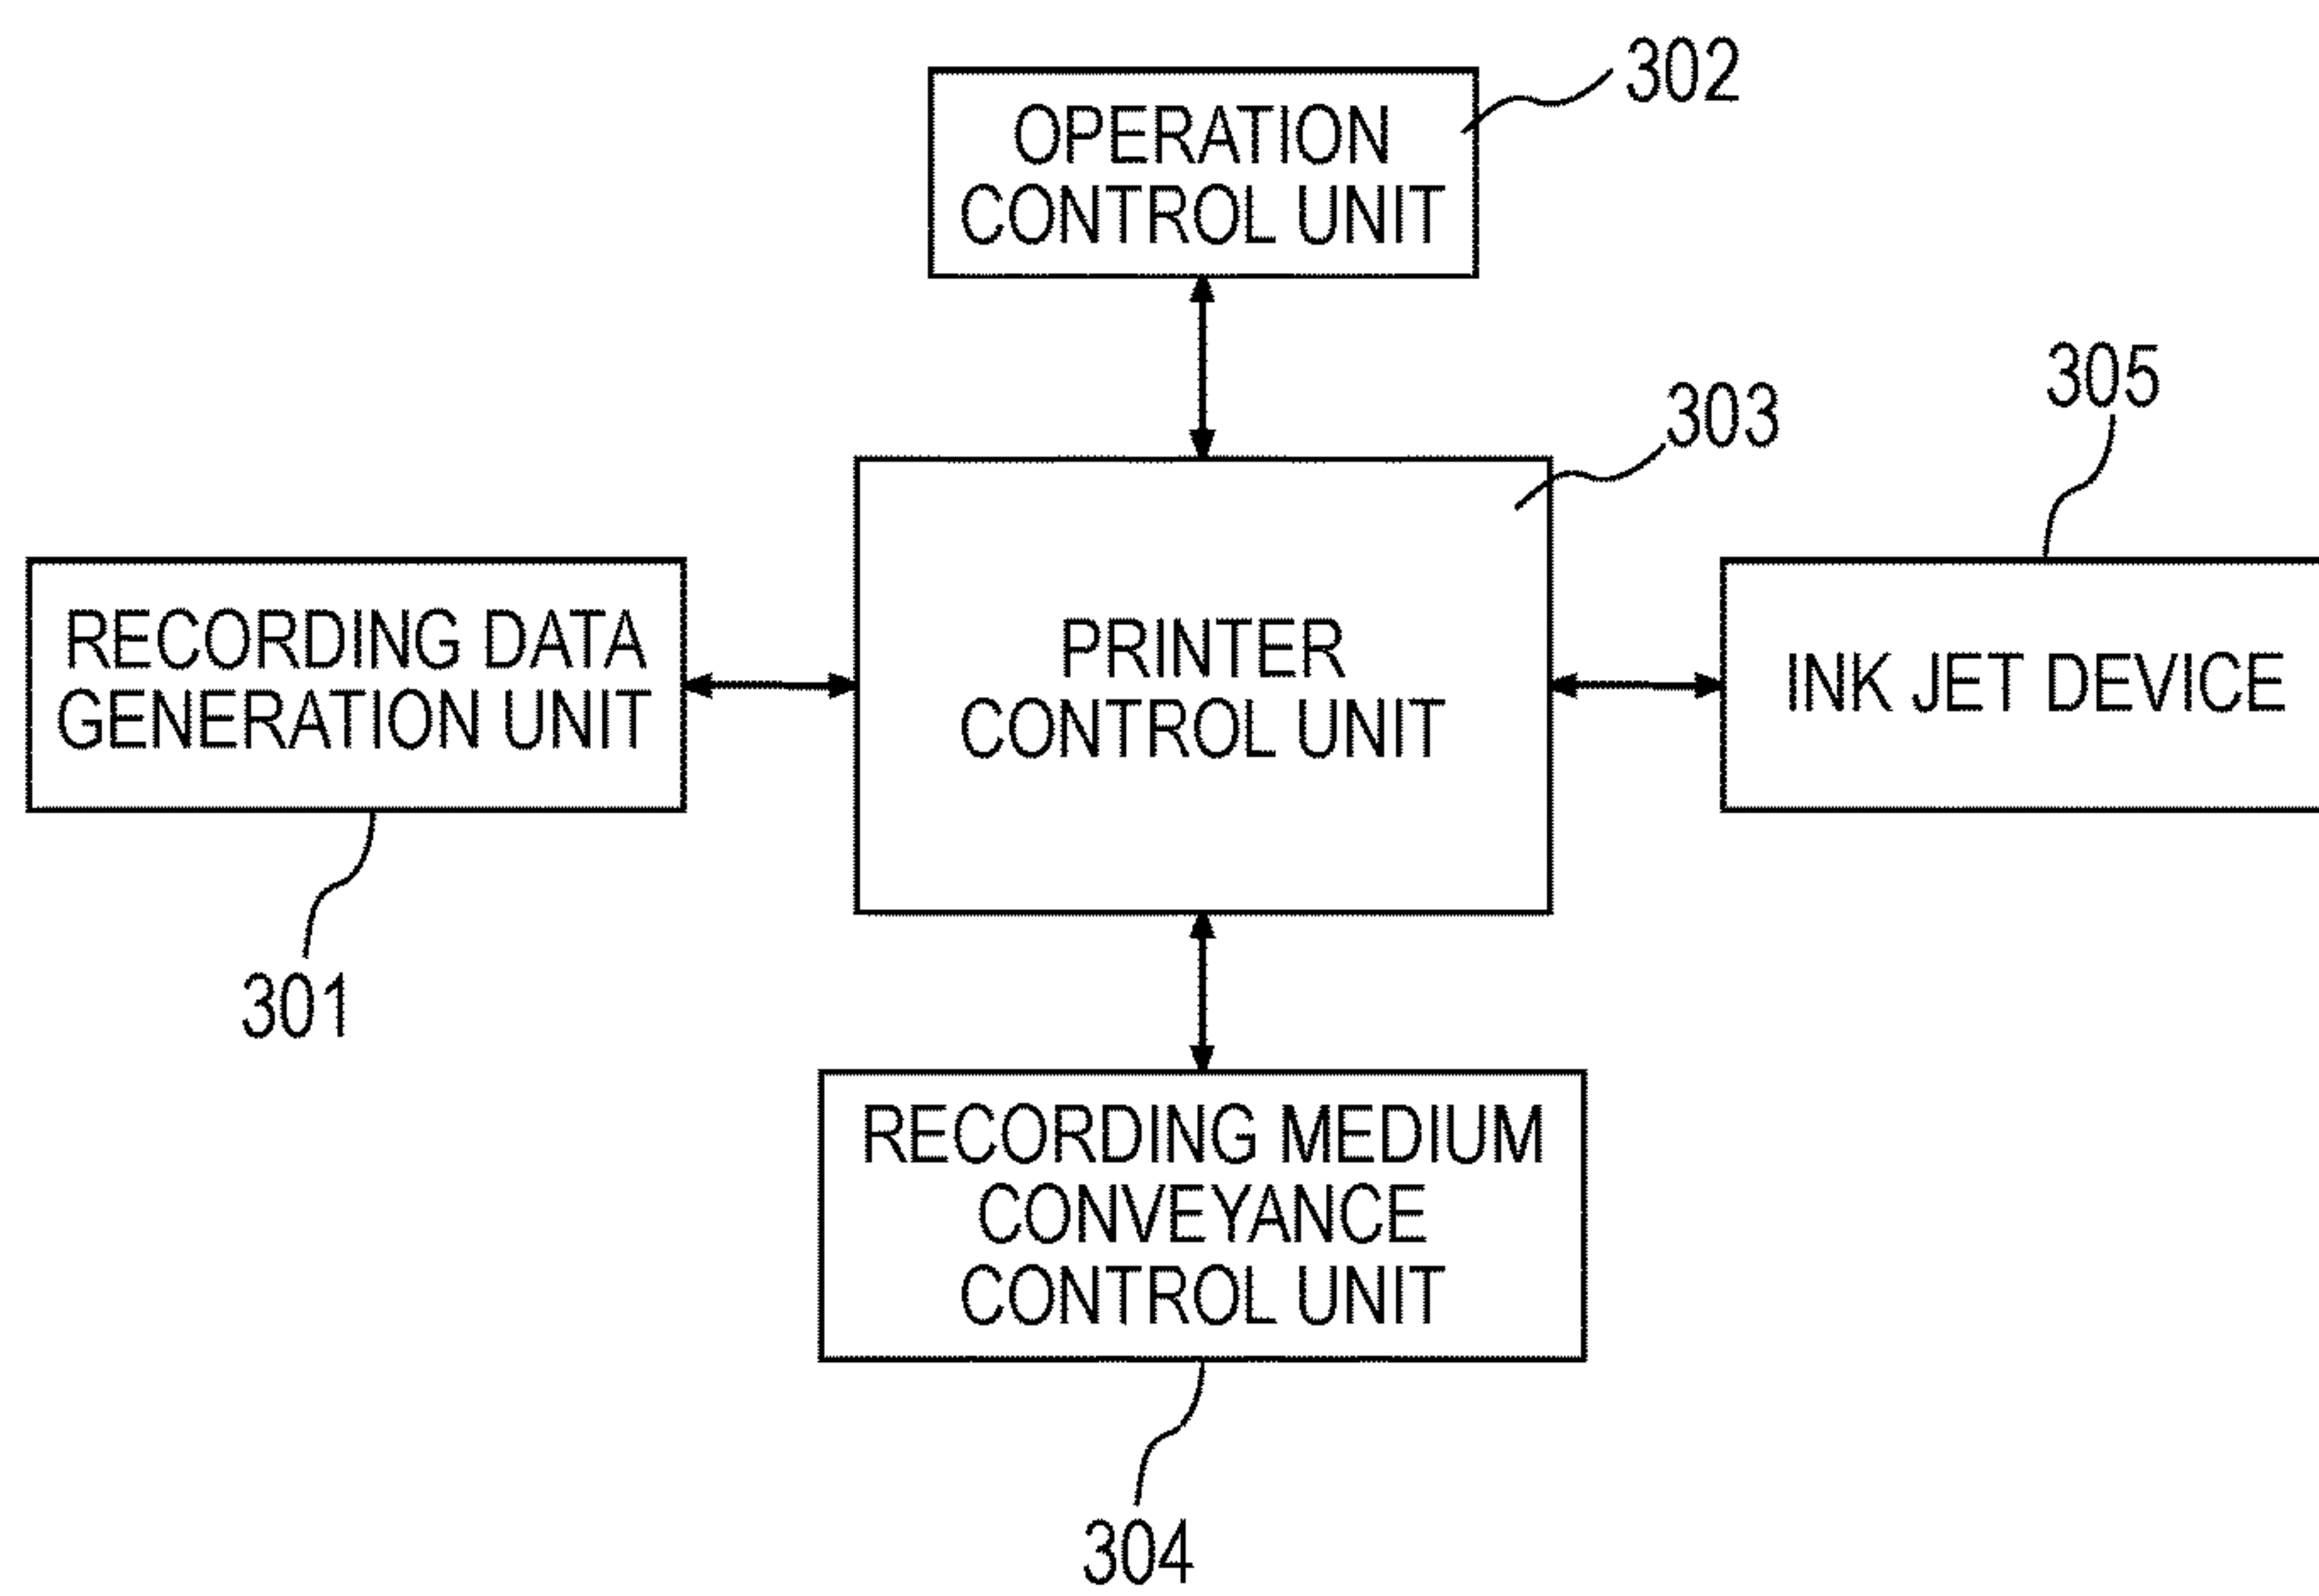 302
OPERATION
CONTROL UNIT
303
305
RECORDING DATA
GENERATION UNIT
PRINTER
CONTROL UNIT
INK JET DEVICE
301
RECORDING MEDIUM
CONVEYANCE
CONTROL UNIT
304